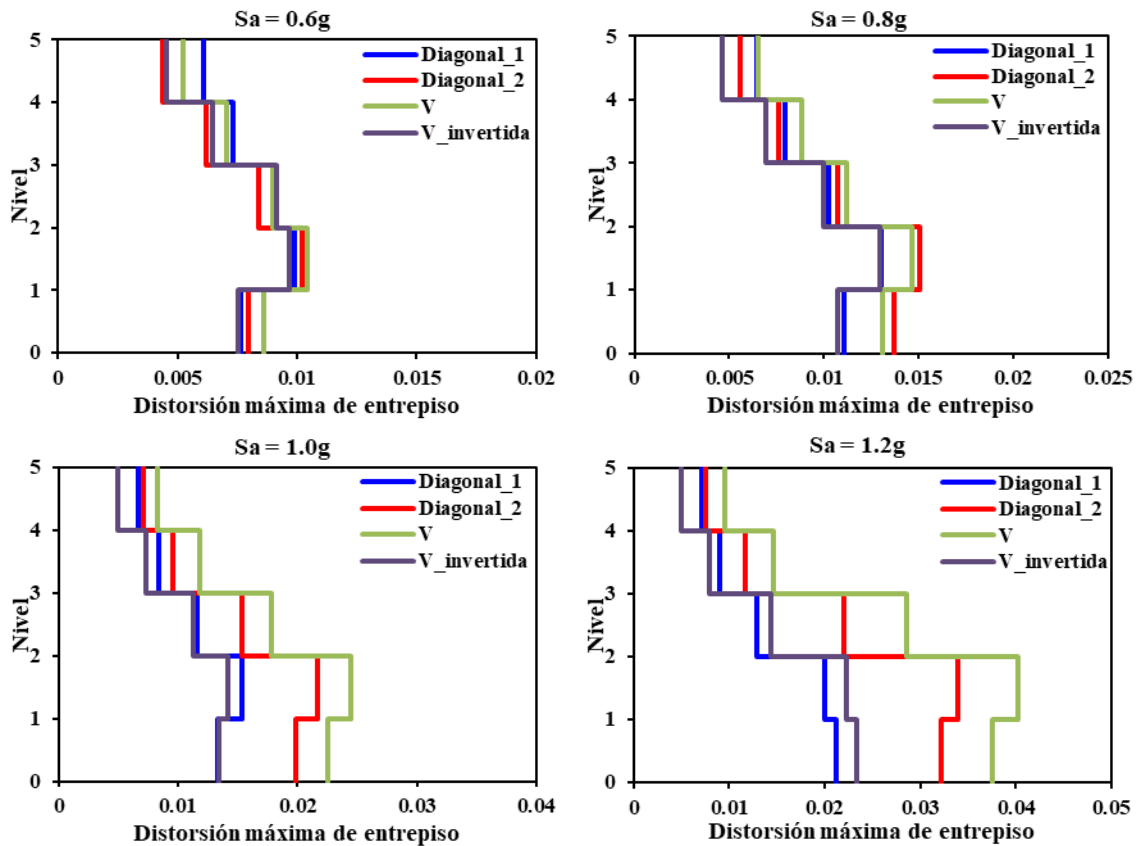 Sa = 0.6g
5
4
3
2
1
0
Nivel
Diagonal_1
Diagonal_2
V
V_invertida
0 0.005 0.01 0.015 0.02
Distorsión máxima de entrepiso
Sa = 0.8g
5
4
3
2
1
0
Nivel
Diagonal_1
Diagonal_2
V
V_invertida
0 0.005 0.01 0.015 0.02 0.025
Distorsión máxima de entrepiso
Sa = 1.0g
5
4
3
2
1
0
Nivel
Diagonal_1
Diagonal_2
V
V_invertida
0 0.01 0.02 0.03 0.04
Distorsión máxima de entrepiso
Sa = 1.2g
5
4
3
2
1
0
Nivel
Diagonal_1
Diagonal_2
V
V_invertida
0 0.01 0.02 0.03 0.04 0.05
Distorsión máxima de entrepiso